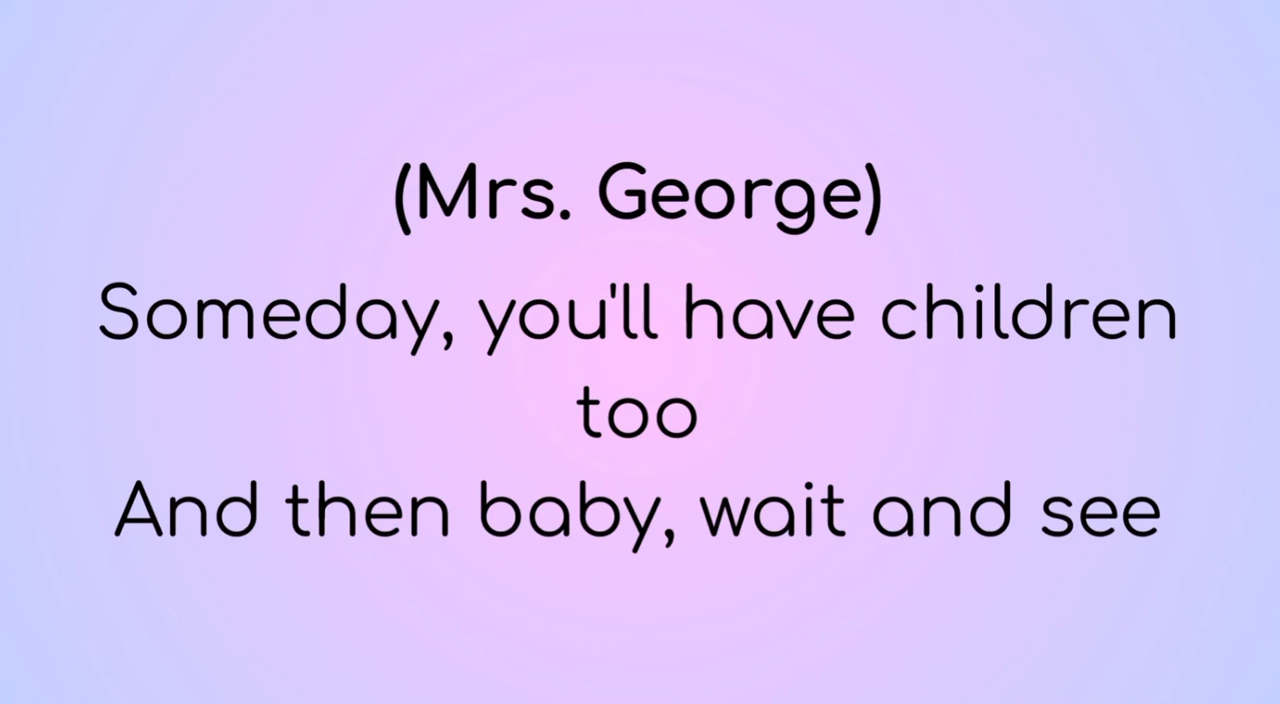 (Mrs. George)
Someday, you'll have children
too
And then baby, wait and see